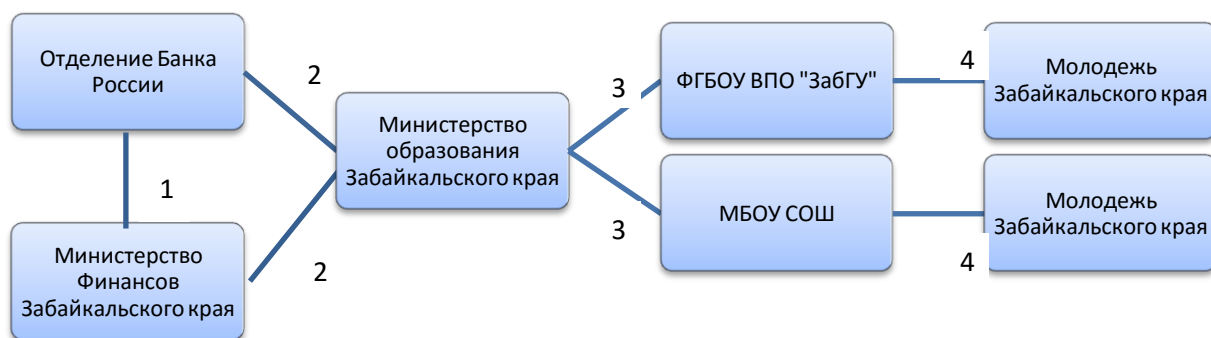 Отделение Банка
России
2
1
Министерство
Финансов
Забайкальского края
2
Министерство
образования
Забайкальского края
3
3
ФГБОУ ВПО "ЗабГУ"
МБОУ СОШ
4
4
Молодежь
Забайкальского края
Молодежь
Забайкальского края